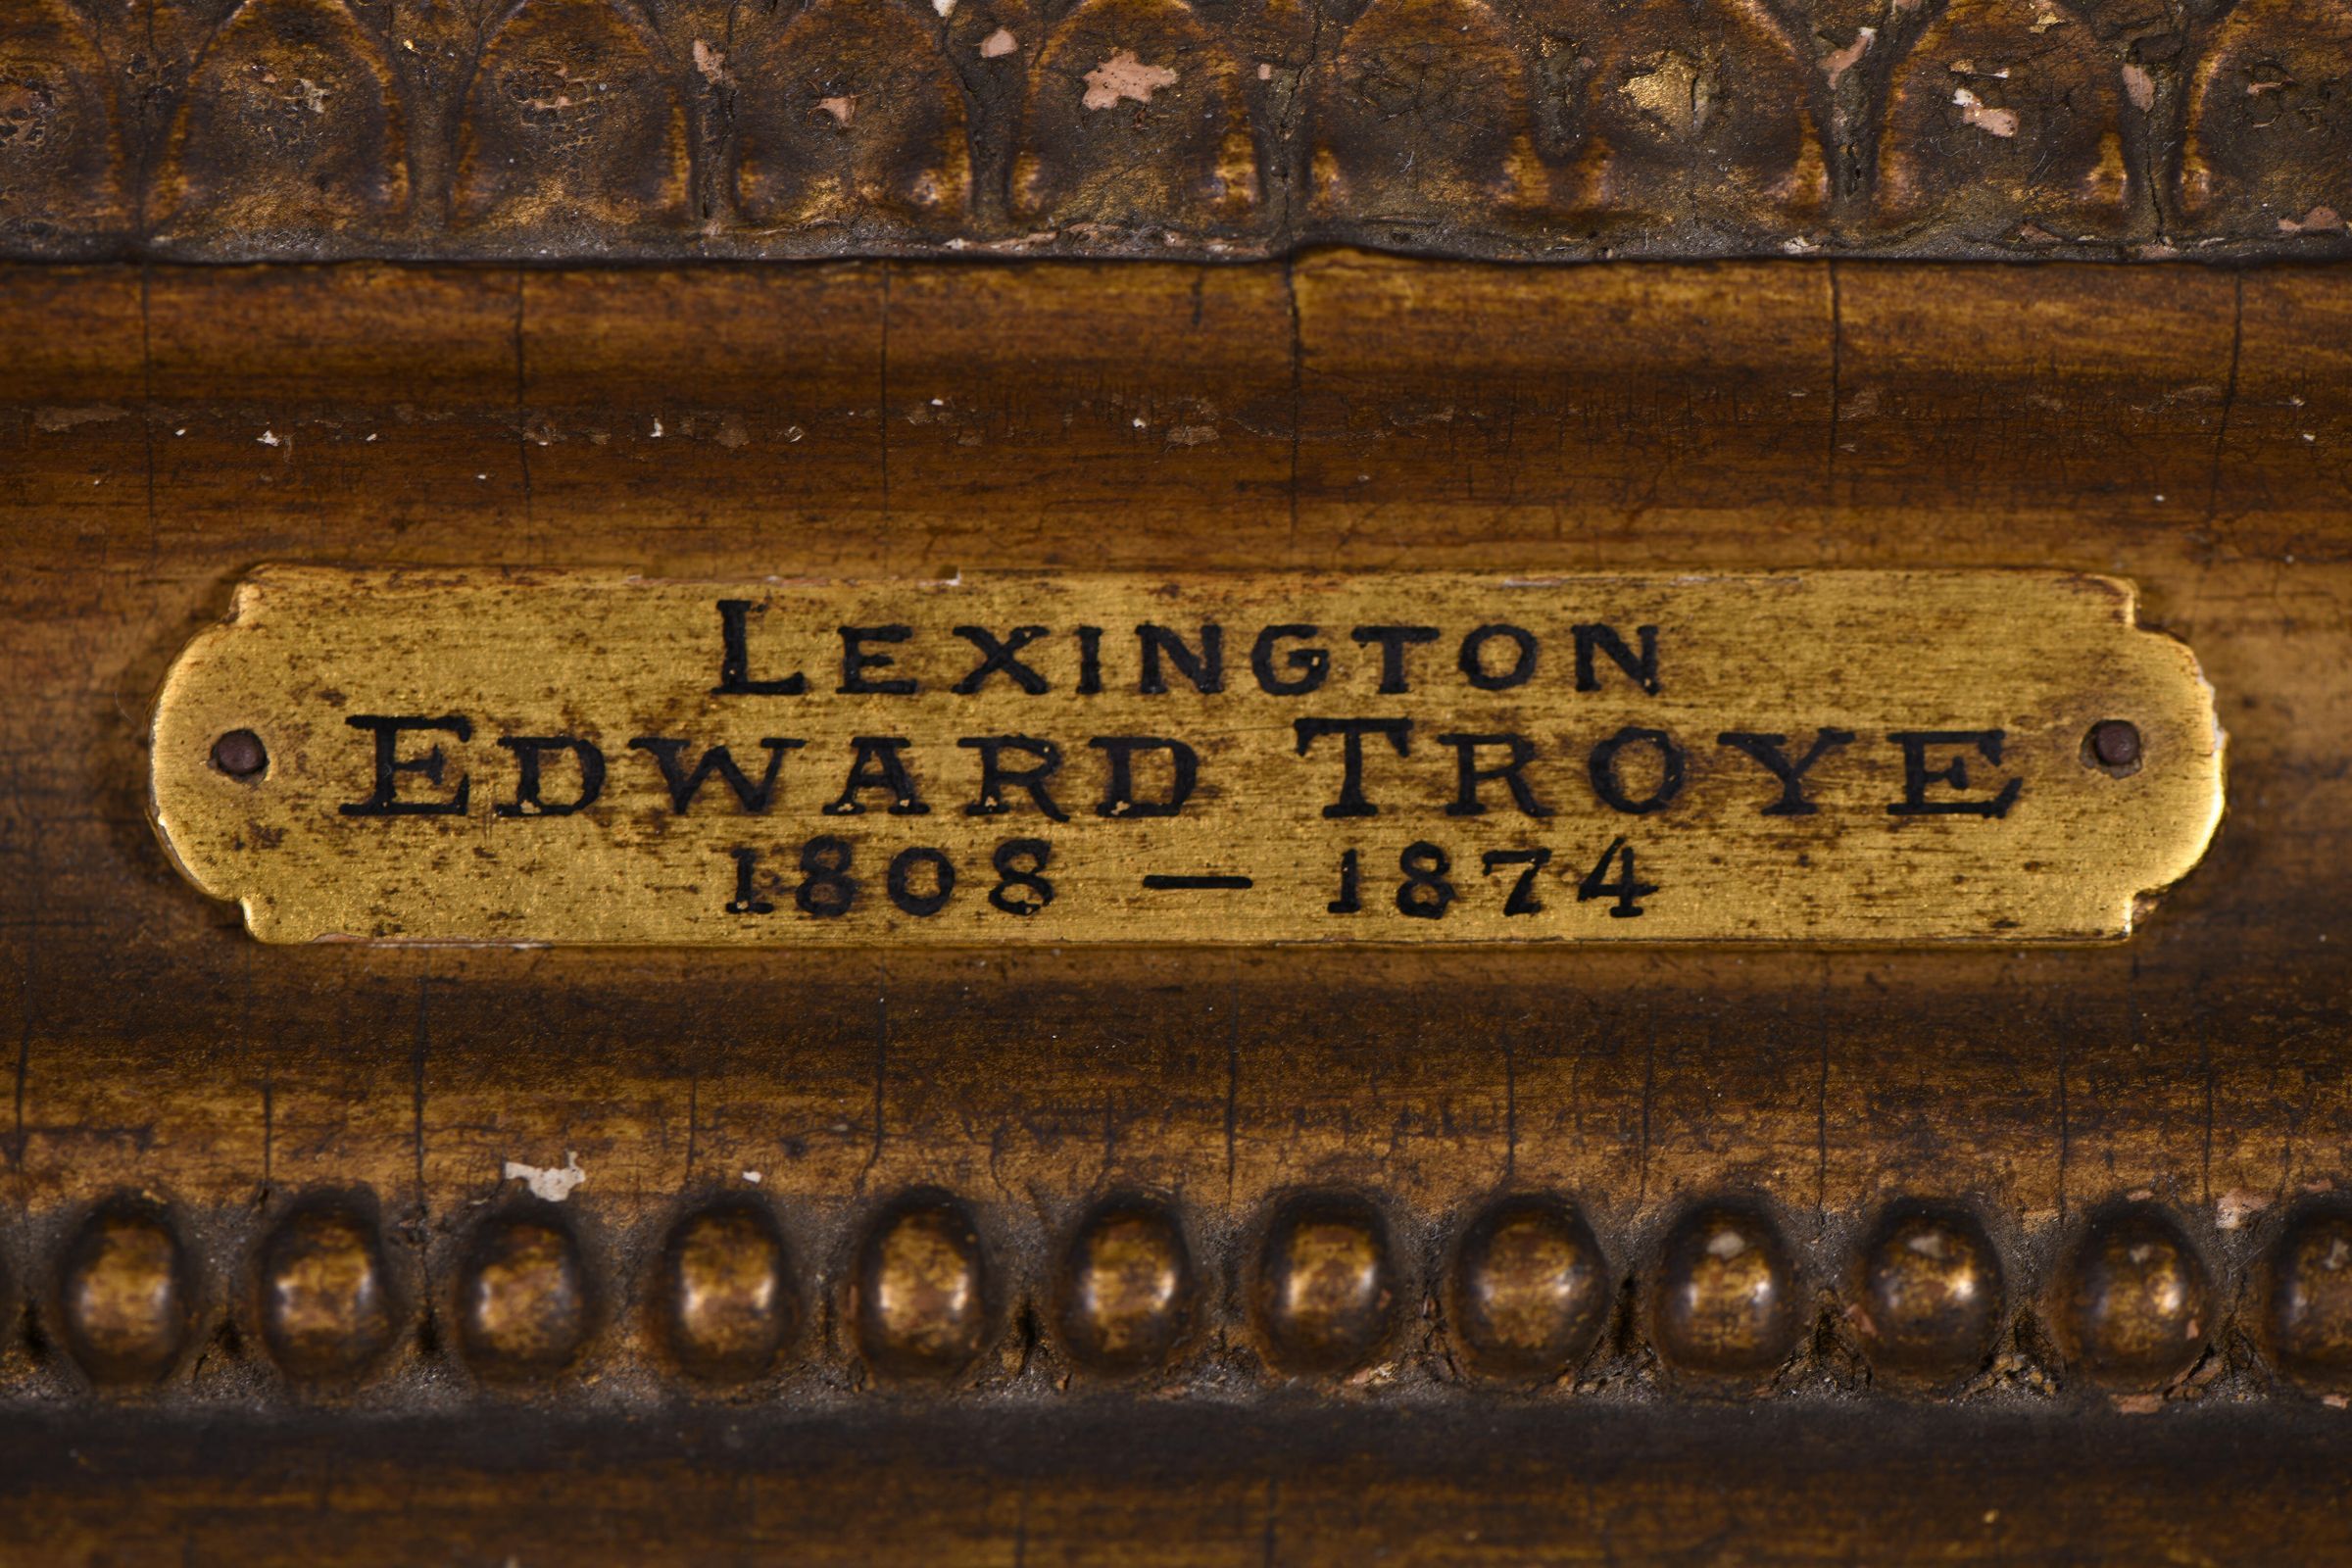 LEXINGTON
EDWARD TROYE
1808 — 1874